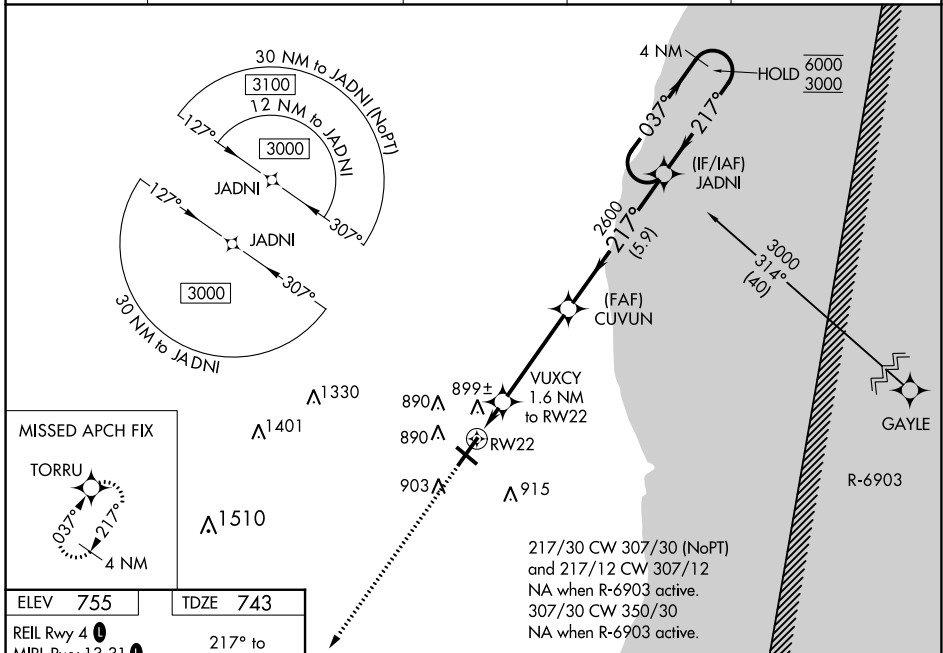 30 NM to JADNI (NoPT)
3100
12 NM to JADNI
3000
127°
JADNI
307°
127°
JADNI
307°
3000
30 NM to JADNI
4 NM
HOLD 6000
3000
037°
217°
(IF/IAF)
JADNI
2600
217°
(5.9)
3000
314°
(40)
(FAF)
CUVUN
VUXCY
1.6 NM
to RW22
899±
890
890
RW22
903
915
1330
1401
1510
GAYLE
R-6903
MISSED APCH FIX
TORRU
037°
217°
4 NM
217/30 CW 307/30 (NoPT)
and 217/12 CW 307/12
NA when R-6903 active.
307/30 CW 350/30
NA when R-6903 active.
ELEV 755
TDZE 743
REIL Rwy 4 L
217° to